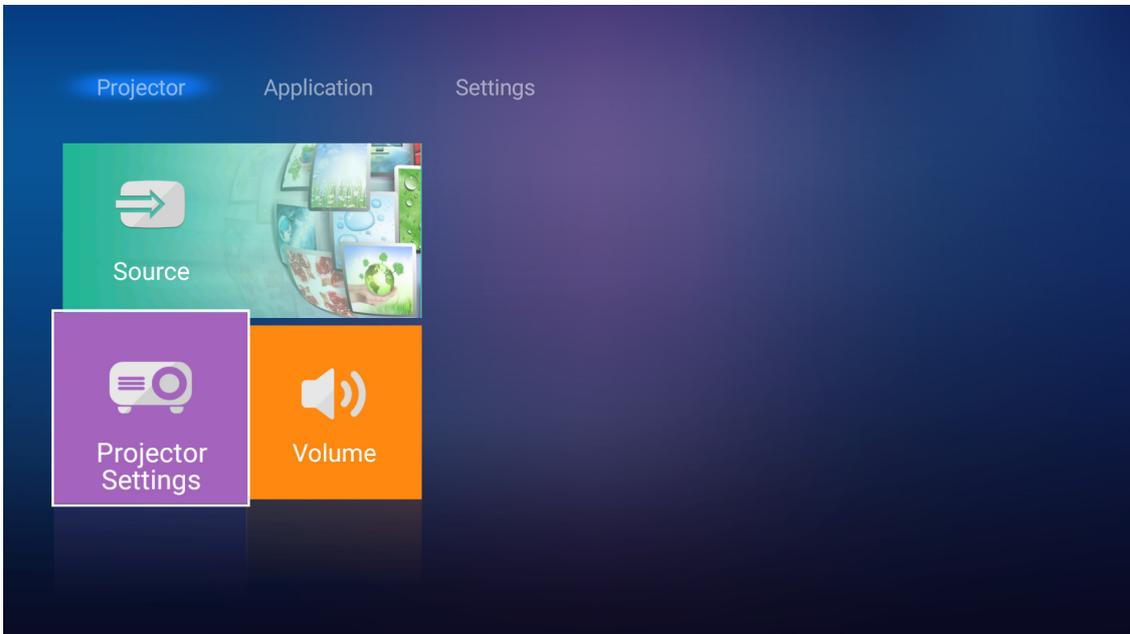 Projector
Application
Settings
Source
Projector
Settings
Volume